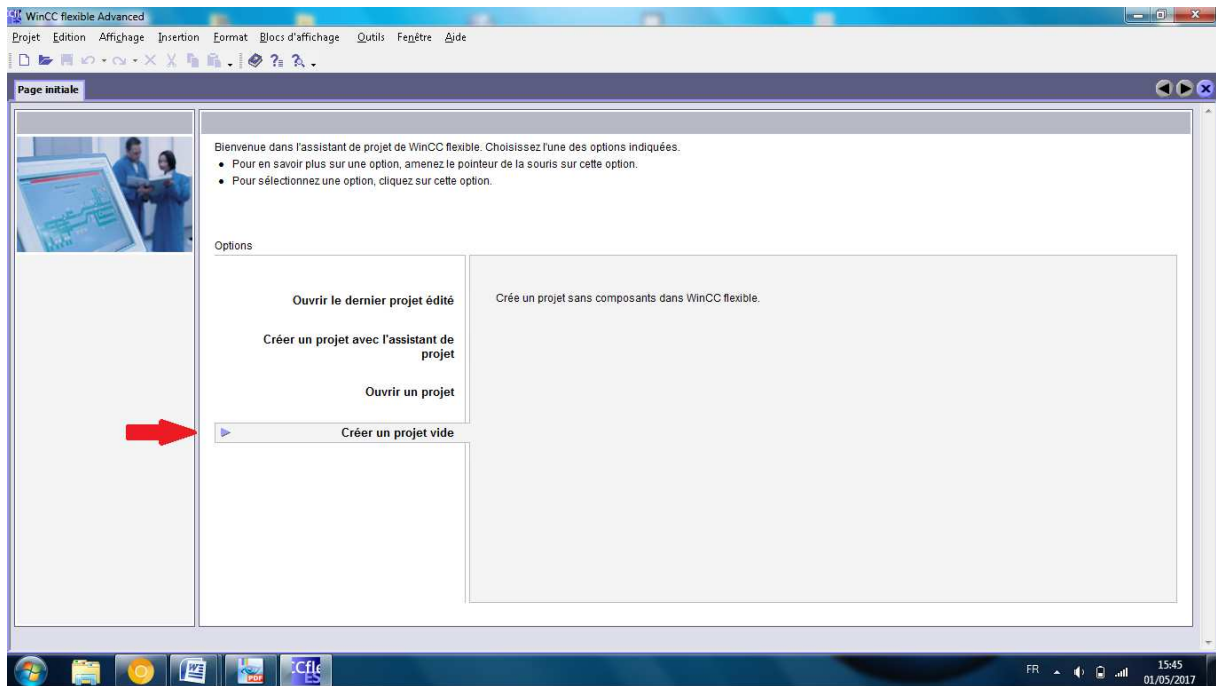 WinCC flexible Advanced
Projet Edition Affichage Insertion Format Blocs d'affichage Outils Fenêtre Aide
Page initiale
Bienvenue dans l'assistant de projet de WinCC flexible. Choisissez l'une des options indiquées.
• Pour en savoir plus sur une option, amenez le pointeur de la souris sur cette option.
• Pour sélectionnez une option, cliquez sur cette option.
Options
Ouvrir le dernier projet édité
Crée un projet sans composants dans WinCC flexible.
Créer un projet avec l'assistant de
projet
Ouvrir un projet
Créer un projet vide
FR
15:45
01/05/2017